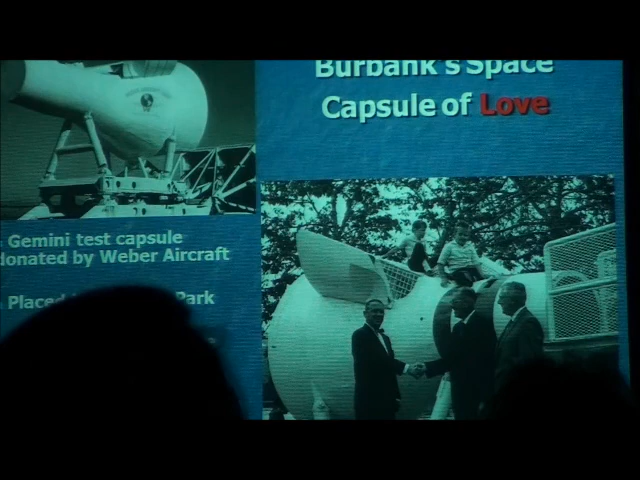 Burbank's Space
Capsule of Love
Gemini test capsule
donated by Weber Aircraft
Placed Park